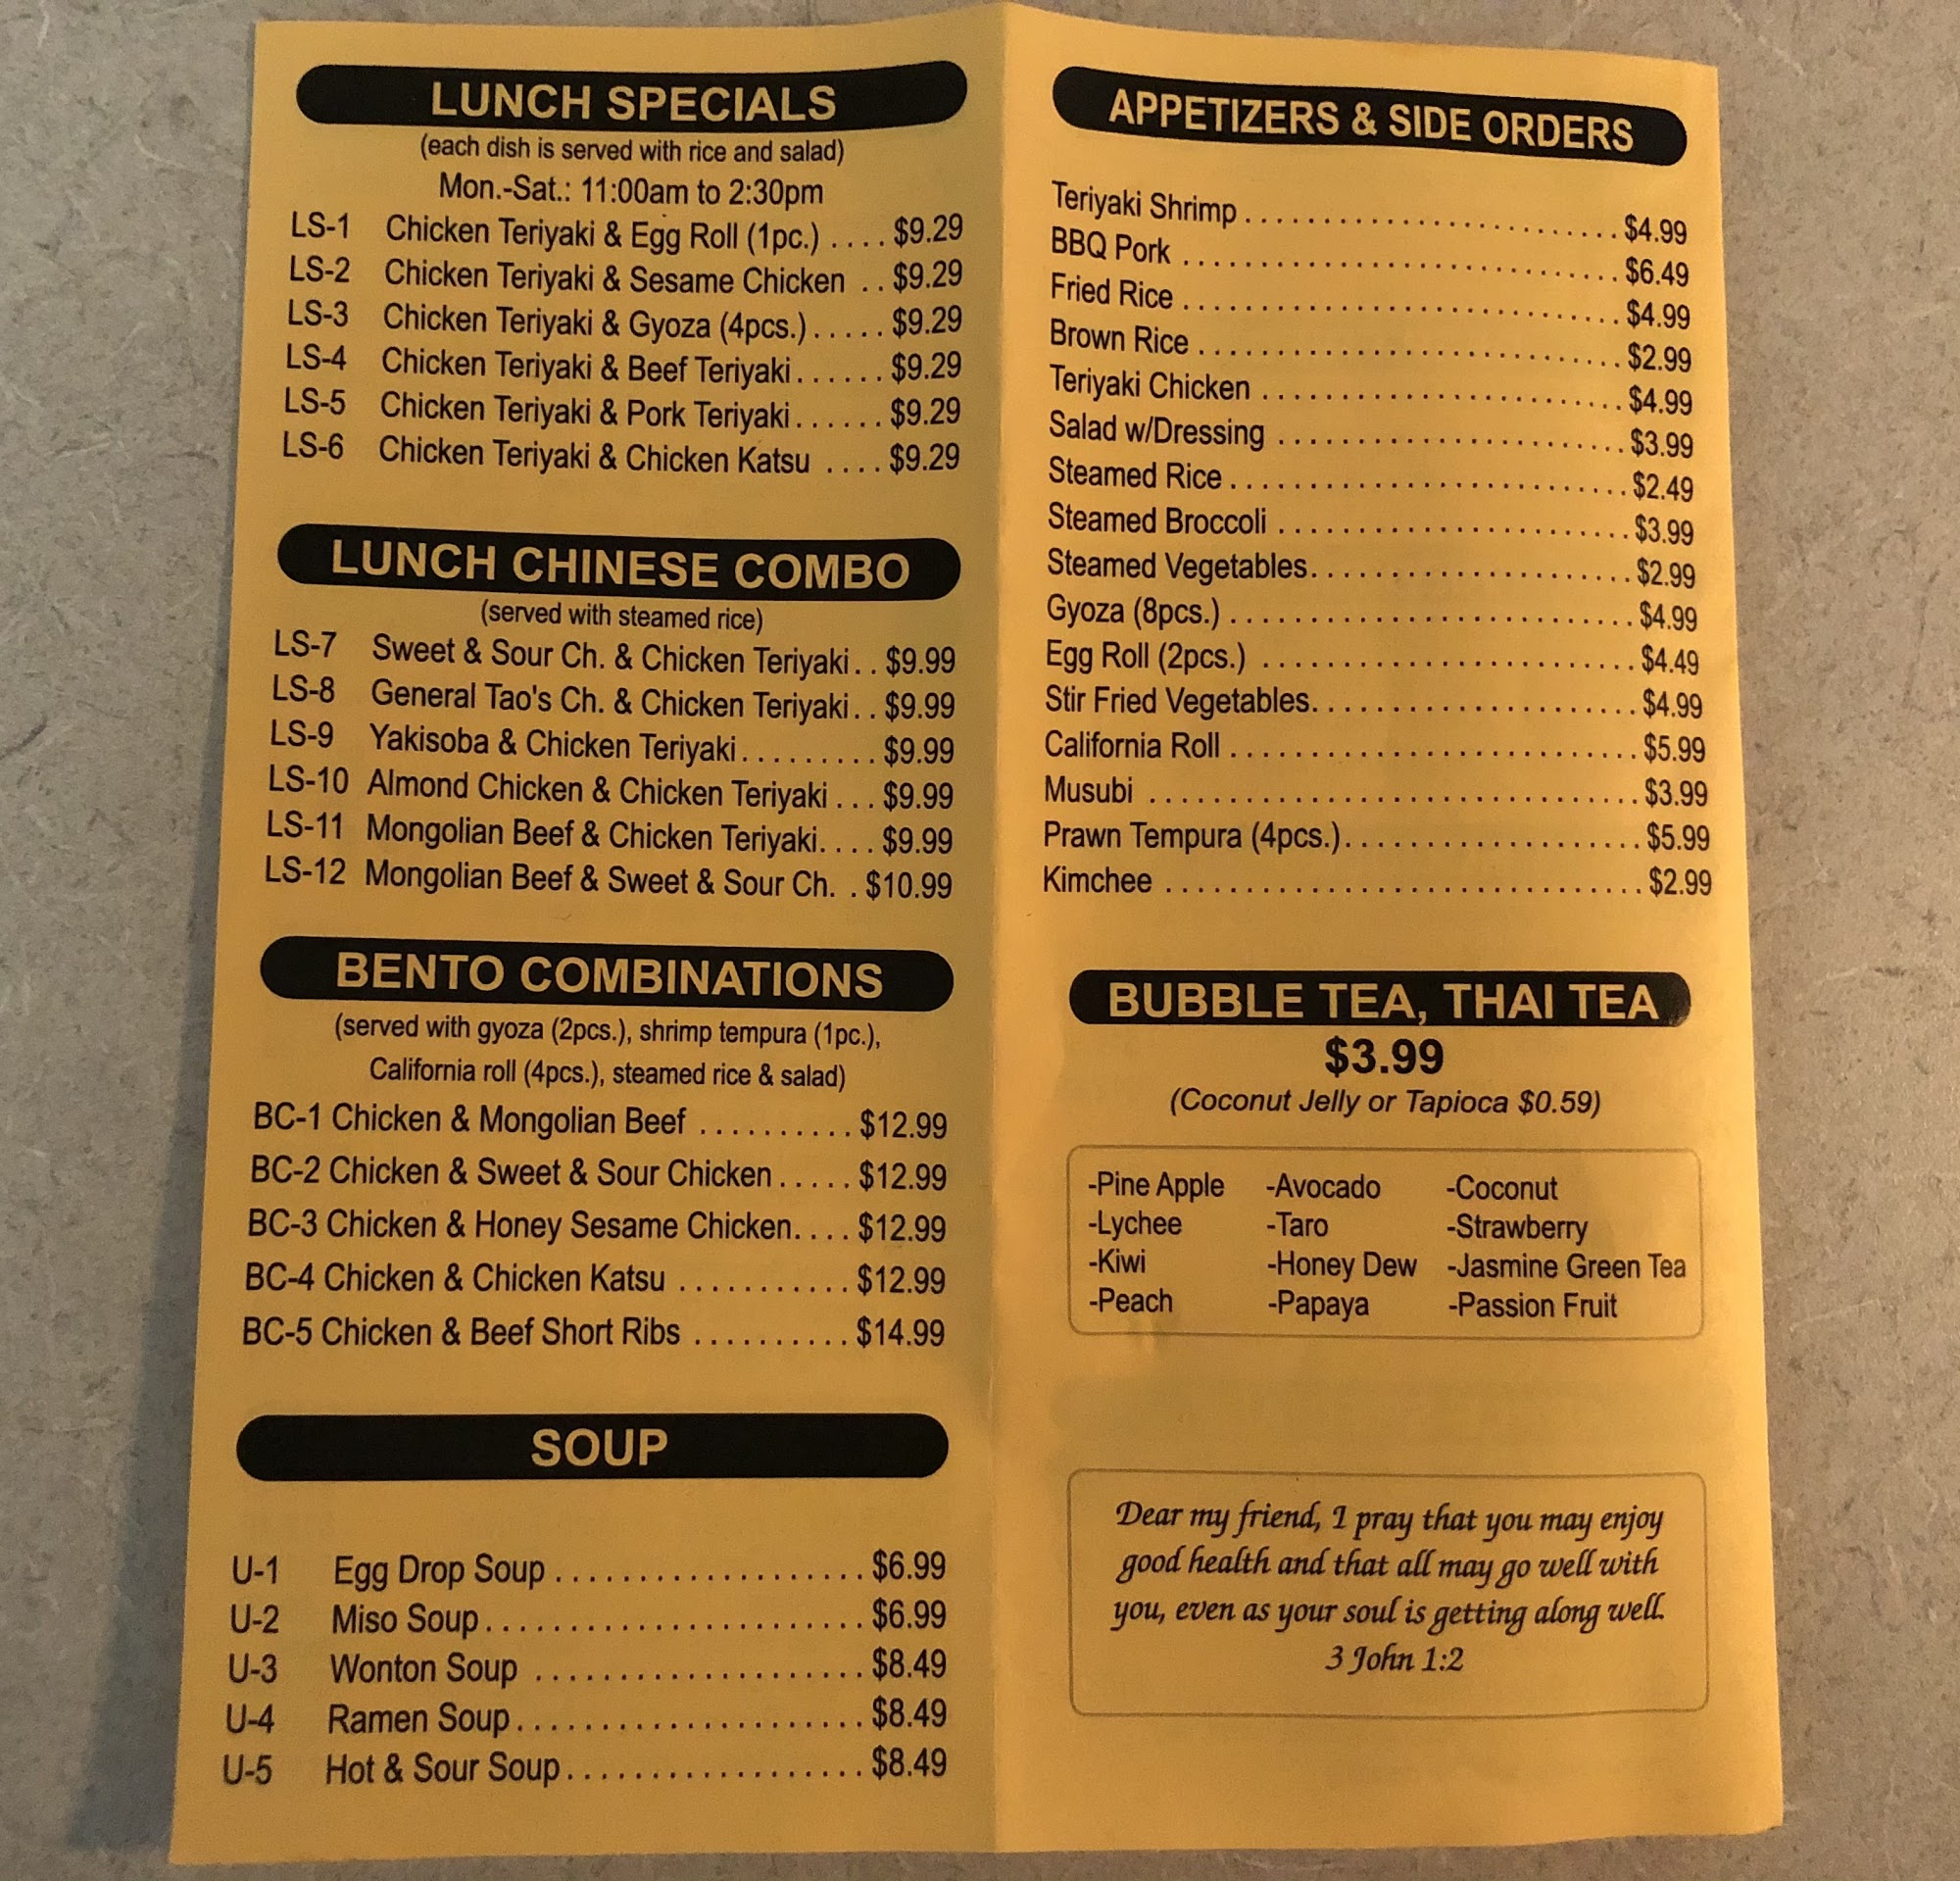 LUNCH SPECIALS
(each dish is served with rice and salad)
Mon.-Sat.: 11:00am to 2:30pm
LS-1 Chicken Teriyaki & Egg Roll (1pc.) .... $9.29
LS-2 Chicken Teriyaki & Sesame Chicken .. $9.29
LS-3 Chicken Teriyaki & Gyoza (4pcs.)..... $9.29
LS-4 Chicken Teriyaki & Beef Teriyaki...... $9.29
LS-5 Chicken Teriyaki & Pork Teriyaki...... $9.29
LS-6 Chicken Teriyaki & Chicken Katsu .... $9.29
LUNCH CHINESE COMBO
(served with steamed rice)
LS-7 Sweet & Sour Ch. & Chicken Teriyaki.. $9.99
LS-8 General Tao's Ch. & Chicken Teriyaki.. $9.99
LS-9 Yakisoba & Chicken Teriyaki......... $9.99
LS-10 Almond Chicken & Chicken Teriyaki ... $9.99
LS-11 Mongolian Beef & Chicken Teriyaki.... $9.99
LS-12 Mongolian Beef & Sweet & Sour Ch. . $10.99
BENTO COMBINATIONS
(served with gyoza (2pcs.), shrimp tempura (1pc.),
California roll (4pcs.), steamed rice & salad)
BC-1 Chicken & Mongolian Beef .......... $12.99
BC-2 Chicken & Sweet & Sour Chicken..... $12.99
BC-3 Chicken & Honey Sesame Chicken.... $12.99
BC-4 Chicken & Chicken Katsu ........... $12.99
BC-5 Chicken & Beef Short Ribs .......... $14.99
SOUP
U-1 Egg Drop Soup................... $6.99
U-2 Miso Soup....................... $6.99
U-3 Wonton Soup .................... $8.49
U-4 Ramen Soup..................... $8.49
U-5 Hot & Sour Soup.................. $8.49
APPETIZERS & SIDE ORDERS
Teriyaki Shrimp........................ $4.99
BBQ Pork ............................ $6.49
Fried Rice ............................ $4.99
Brown Rice ........................... $2.99
Teriyaki Chicken ....................... $4.99
Salad w/Dressing ...................... $3.99
Steamed Rice ......................... $2.49
Steamed Broccoli ...................... $3.99
Steamed Vegetables.................... $2.99
Gyoza (8pcs.) ......................... $4.99
Egg Roll (2pcs.) ........................ $4.49
Stir Fried Vegetables..................... $4.99
California Roll .......................... $5.99
Musubi ............................... $3.99
Prawn Tempura (4pcs.)................... $5.99
Kimchee .............................. $2.99
BUBBLE TEA, THAI TEA
$3.99
(Coconut Jelly or Tapioca $0.59)
-Pine Apple -Avocado -Coconut
-Lychee -Taro -Strawberry
-Kiwi -Honey Dew -Jasmine Green Tea
-Peach -Papaya -Passion Fruit
Dear my friend, I pray that you may enjoy
good health and that all may go well with
you, even as your soul is getting along well.
3 John 1:2